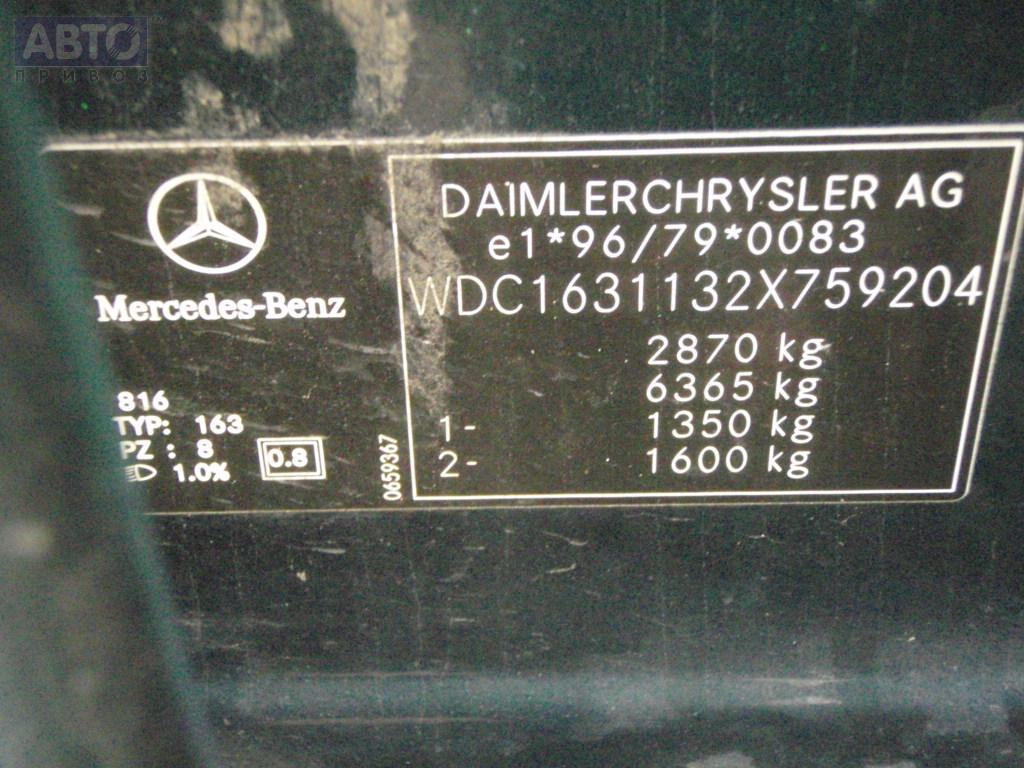 АВТО
ПРИВОЗ
Mercedes-Benz
816
TYP: 163
PZ : 8
1.0%
0.8
0659367
DAIMLERCHRYSLER AG
e1*96/79*0083
WDC1631132X759204
2870 kg
6365 kg
1- 1350 kg
2- 1600 kg